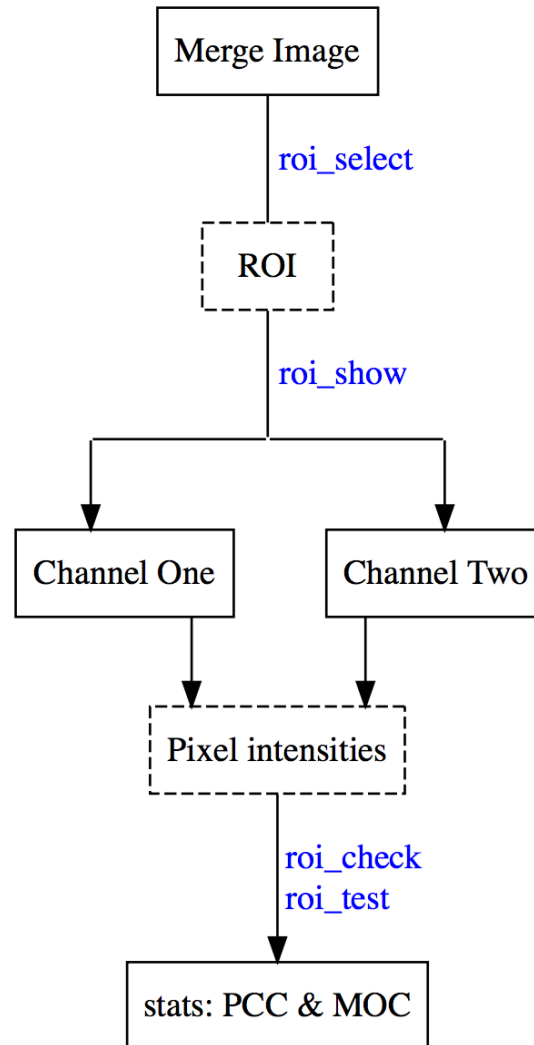 Merge Image
roi_select
ROI
roi_show
Channel One
Channel Two
Pixel intensities
roi_check
roi_test
stats: PCC & MOC